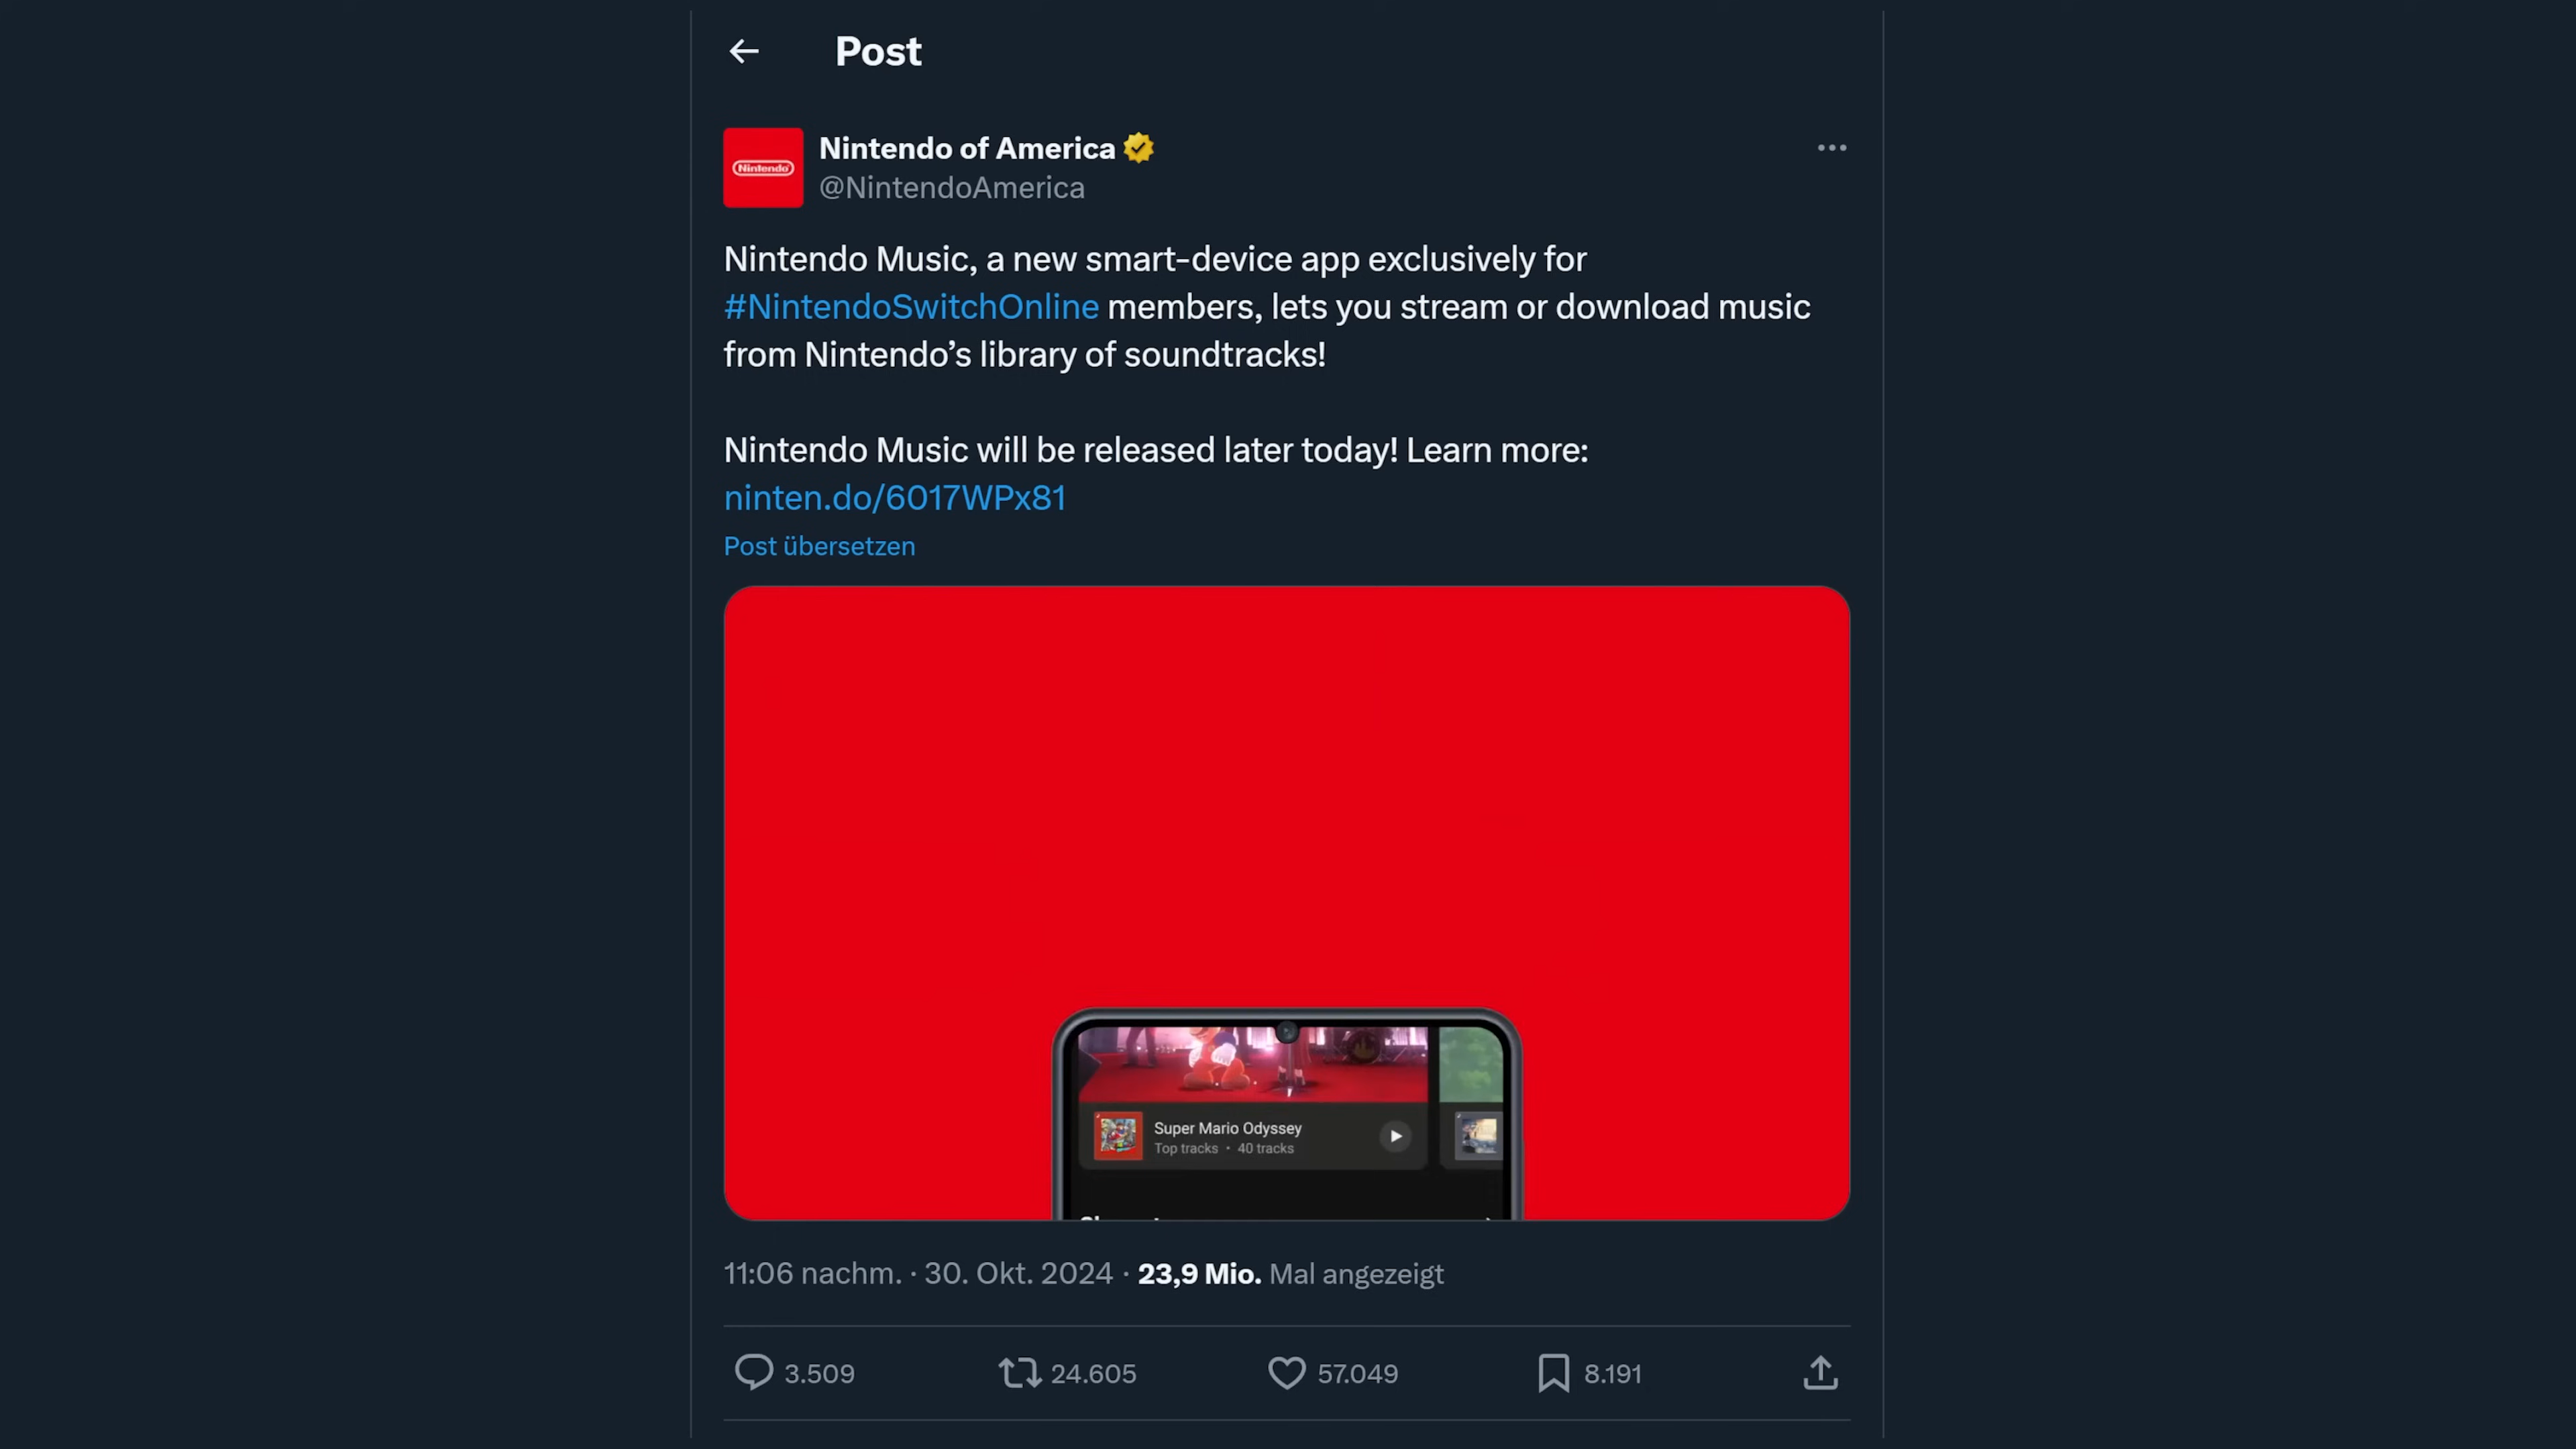 Post
Nintendo
Nintendo of America
@NintendoAmerica
Nintendo Music, a new smart-device app exclusively for
#NintendoSwitchOnline members, lets you stream or download music
from Nintendo’s library of soundtracks!
Nintendo Music will be released later today! Learn more:
ninten.do/6017WPx81
Post übersetzen
Super Mario Odyssey
Top tracks • 40 tracks
11:06 nachm. · 30. Okt. 2024 · 23,9 Mio. Mal angezeigt
3.509 24.605 57.049 8.191